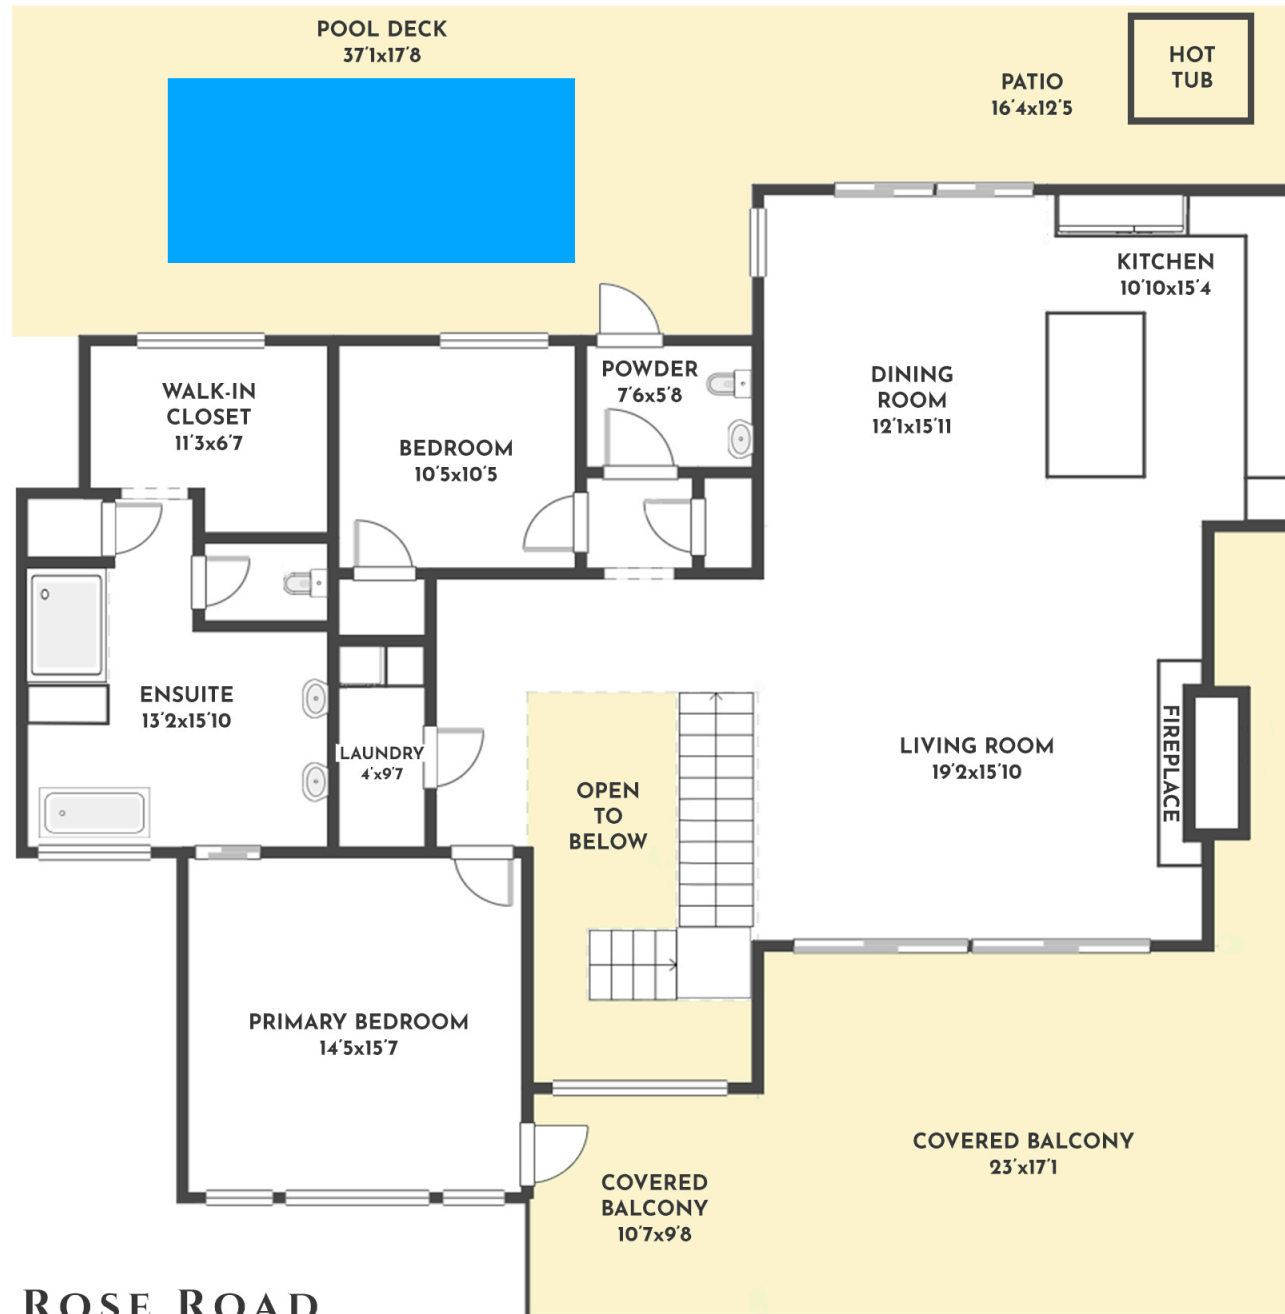 POOL DECK
37'1x17'8
HOT
TUB
PATIO
16'4x12'5
KITCHEN
10'10x15'4
WALK-IN
CLOSET
11'3x6'7
BEDROOM
10'5x10'5
POWDER
7'6x5'8
DINING
ROOM
12'1x15'11
ENSUITE
13'2x15'10
LAUNDRY
4'x9'7
OPEN
TO
BELOW
LIVING ROOM
19'2x15'10
FIREPLACE
PRIMARY BEDROOM
14'5x15'7
COVERED
BALCONY
10'7x9'8
COVERED BALCONY
23'x17'1
ROSE ROAD